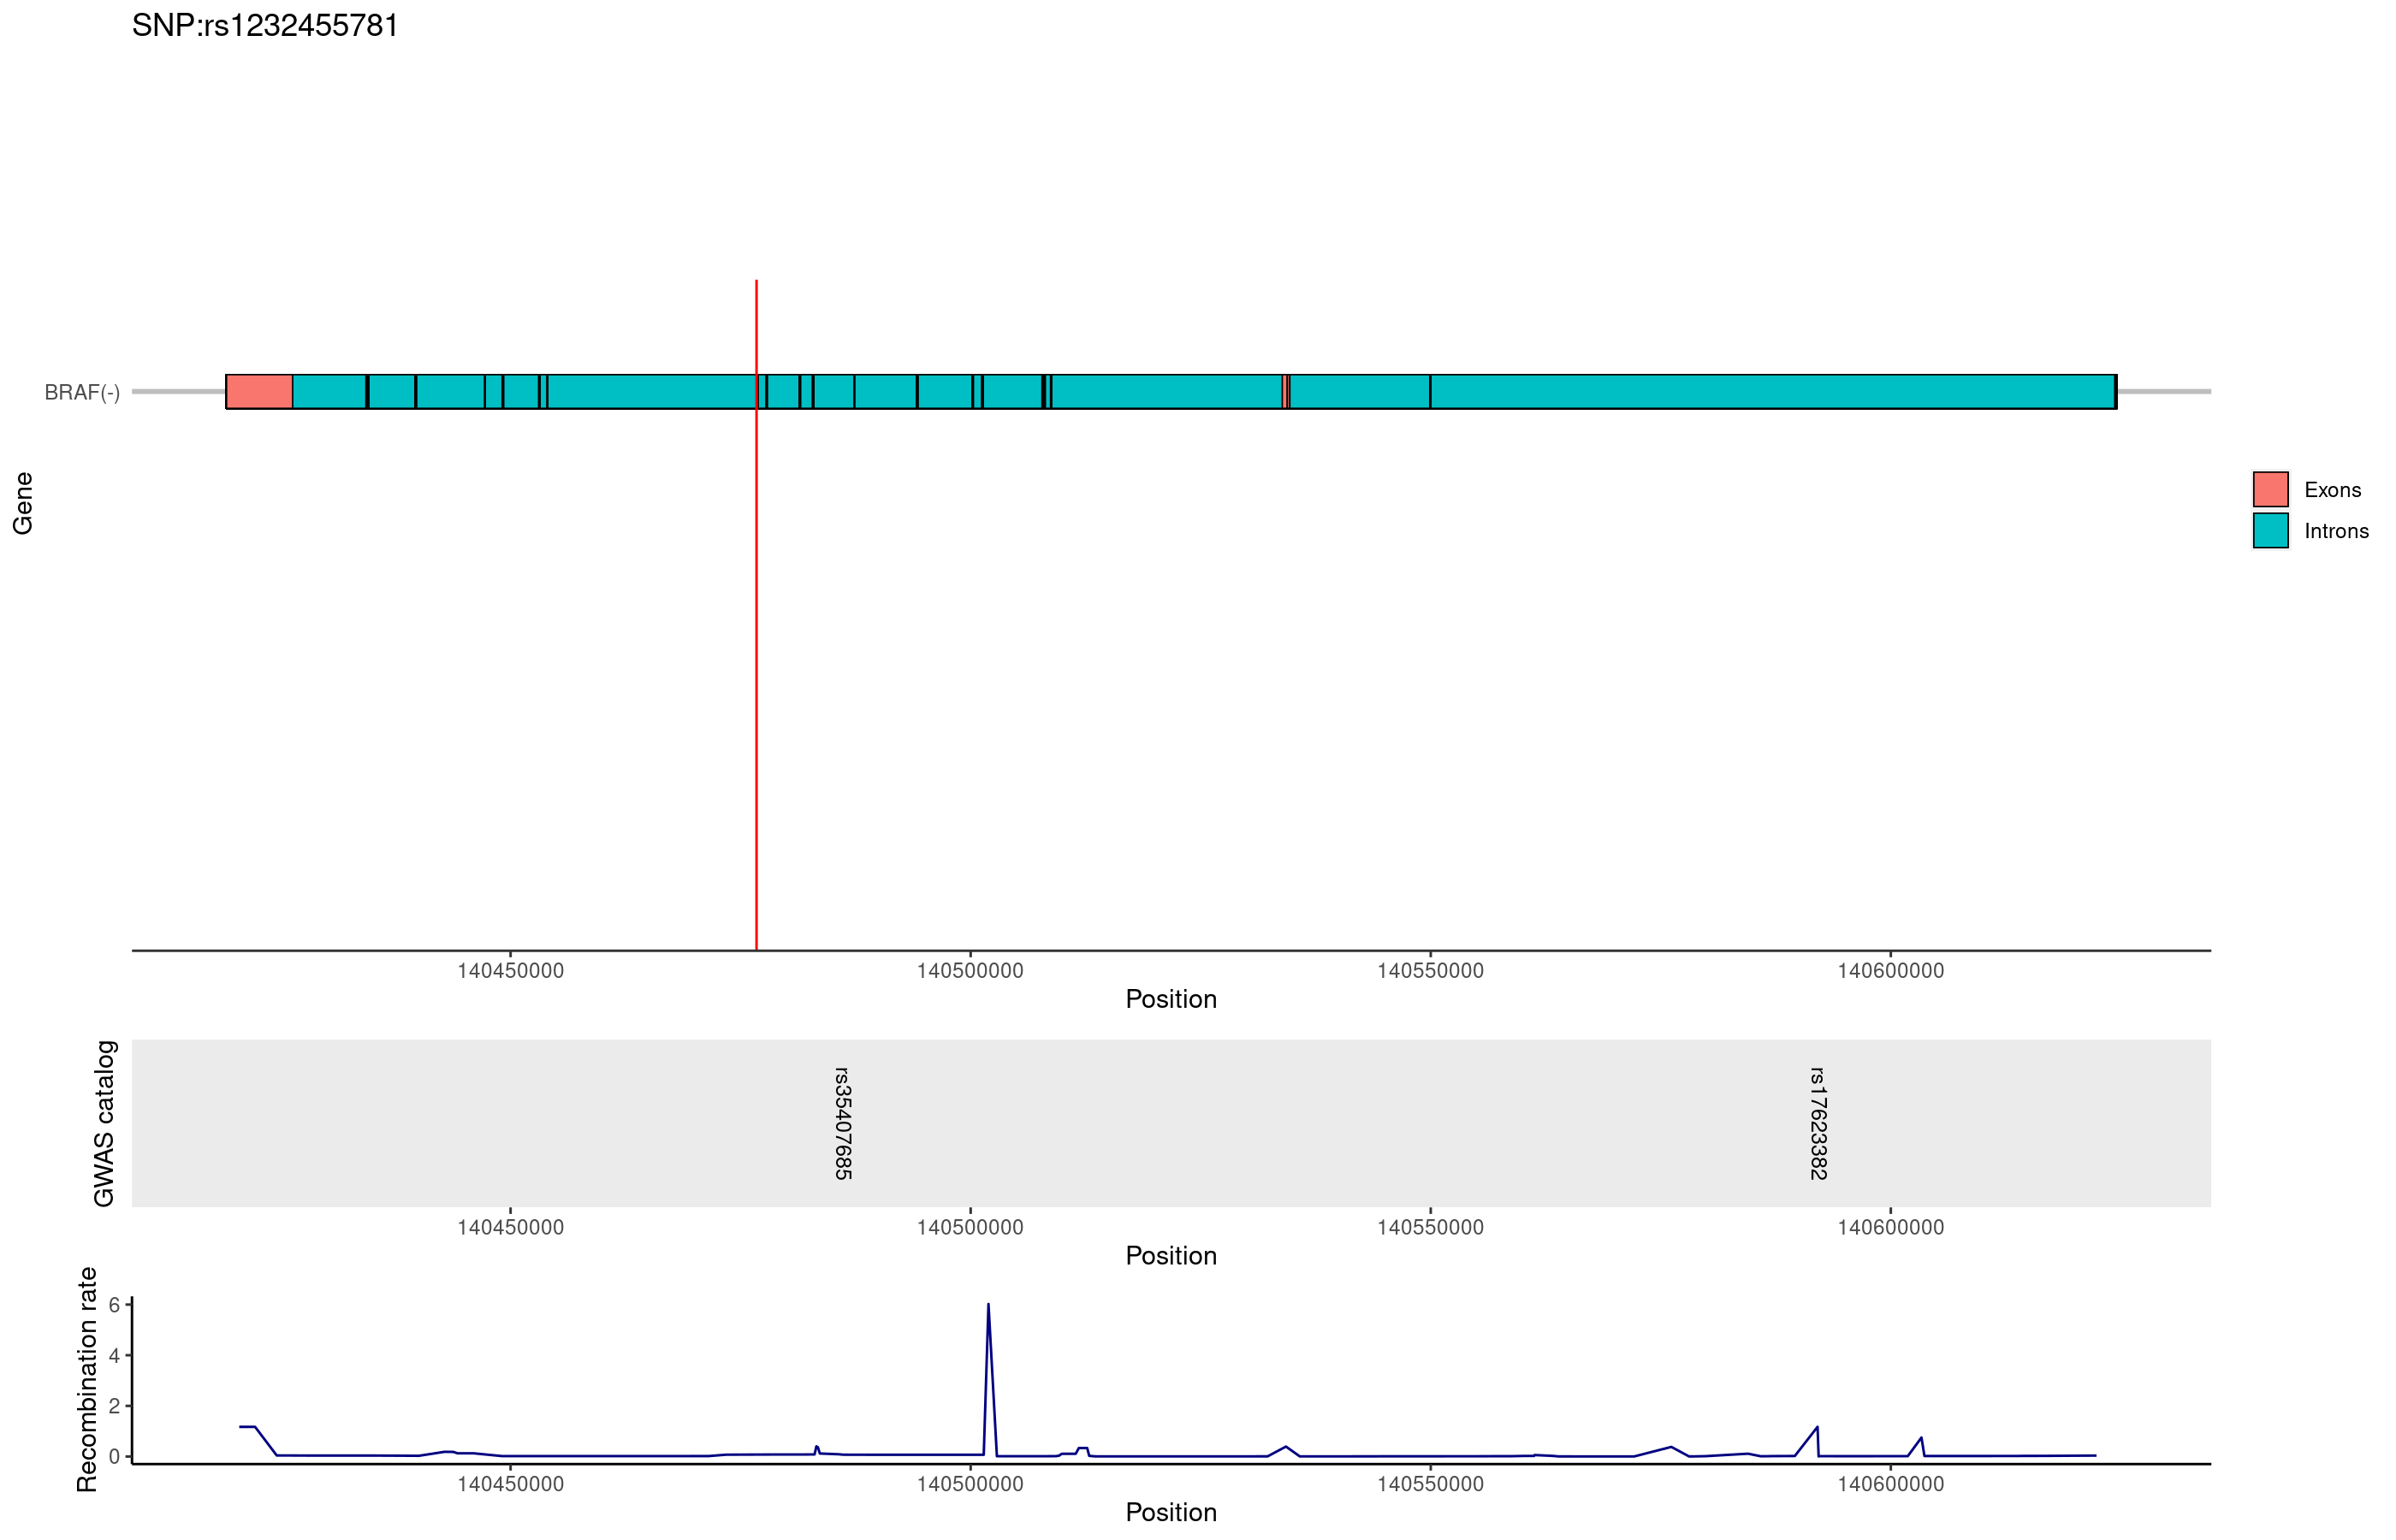 SNP:rs1232455781
BRAF(-)
Gene
Exons
Introns
140450000 140500000 140550000 140600000
Position
GWAS catalog
rs35407685
rs17623382
140450000 140500000 140550000 140600000
Position
Recombination rate
6
4
2
0
140450000 140500000 140550000 140600000
Position